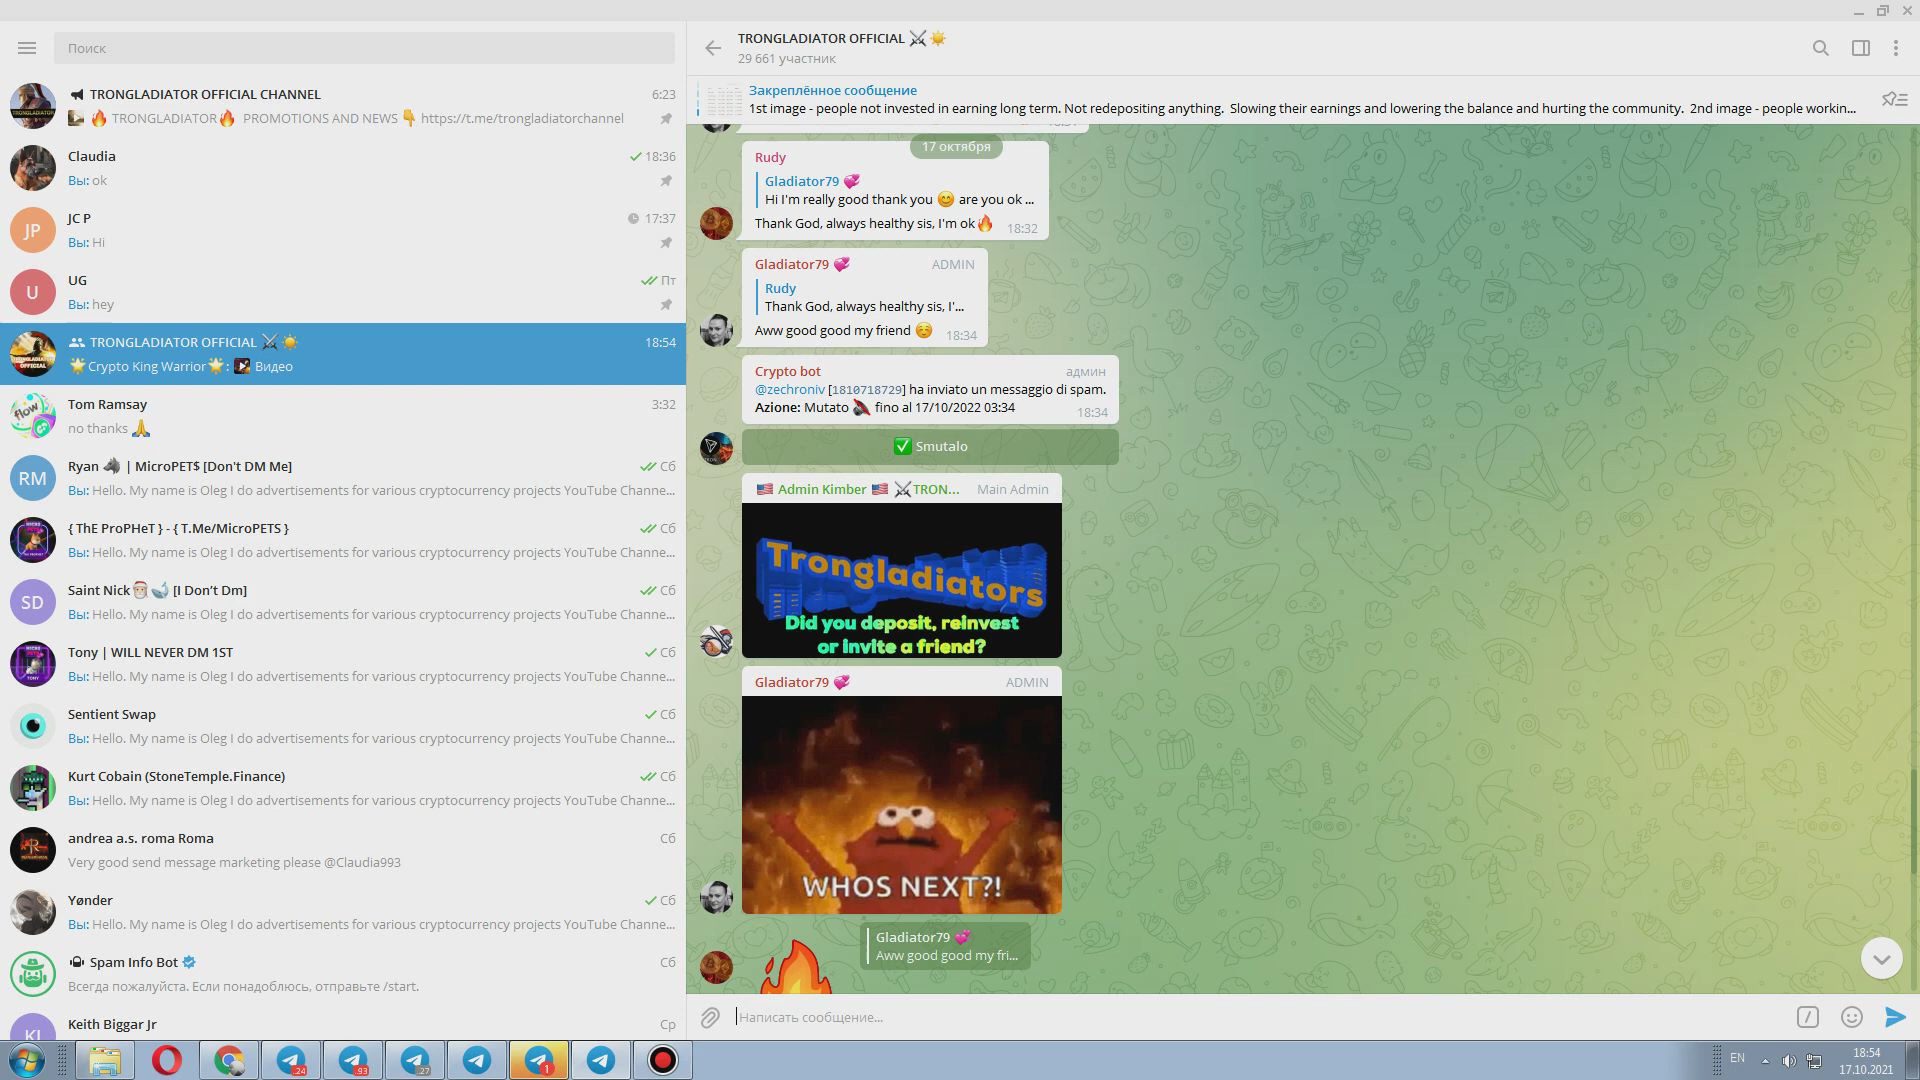 Поиск
TRONGLADIATOR OFFICIAL CHANNEL 6:23
TRONGLADIATOR PROMOTIONS AND NEWS https://t.me/trongladiatorchannel
Claudia 18:36
Вы: ok
JP
JC P 17:37
Вы: Hi
U
UG Пт
Вы: hey
TRONGLADIATOR OFFICIAL 18:54
Crypto King Warrior: Видео
Tom Ramsay 3:32
no thanks
RM
Ryan | MicroPET$ [Don't DM Me] Сб
Вы: Hello. My name is Oleg I do advertisements for various cryptocurrency projects YouTube Channe...
{ ThE ProPHeT } - { T.Me/MicroPETS } Сб
Вы: Hello. My name is Oleg I do advertisements for various cryptocurrency projects YouTube Channe...
SD
Saint Nick [I Don’t Dm] Сб
Вы: Hello. My name is Oleg I do advertisements for various cryptocurrency projects YouTube Channe...
Tony | WILL NEVER DM 1ST Сб
Вы: Hello. My name is Oleg I do advertisements for various cryptocurrency projects YouTube Channe...
Sentient Swap Сб
Вы: Hello. My name is Oleg I do advertisements for various cryptocurrency projects YouTube Channe...
Kurt Cobain (StoneTemple.Finance) Сб
Вы: Hello. My name is Oleg I do advertisements for various cryptocurrency projects YouTube Channe...
andrea a.s. roma Roma Сб
Very good send message marketing please @Claudia993
Yønder Сб
Вы: Hello. My name is Oleg I do advertisements for various cryptocurrency projects YouTube Channe...
Spam Info Bot Сб
Всегда пожалуйста. Если понадоблюсь, отправьте /start.
Keith Biggar Jr Ср
TRONGLADIATOR OFFICIAL
29 661 участник
Закреплённое сообщение
1st image - people not invested in earning long term. Not redepositing anything. Slowing their earnings and lowering the balance and hurting the community. 2nd image - people workin...
17 октября
Rudy
Gladiator79
Hi I'm really good thank you are you ok ...
Thank God, always healthy sis, I'm ok 18:32
Gladiator79 ADMIN
Rudy
Thank God, always healthy sis, I'...
Aww good good my friend 18:34
Crypto bot админ
@zechroniv [1810718729] ha inviato un messaggio di spam.
Azione: Mutato fino al 17/10/2022 03:34 18:34
Smutalo
Admin Kimber TRON... Main Admin
Trongladiators
Did you deposit, reinvest
or invite a friend?
Gladiator79 ADMIN
WHOS NEXT?!
Gladiator79
Aww good good my fri...
Написать сообщение...
24
93
27
1
EN
18:54
17.10.2021